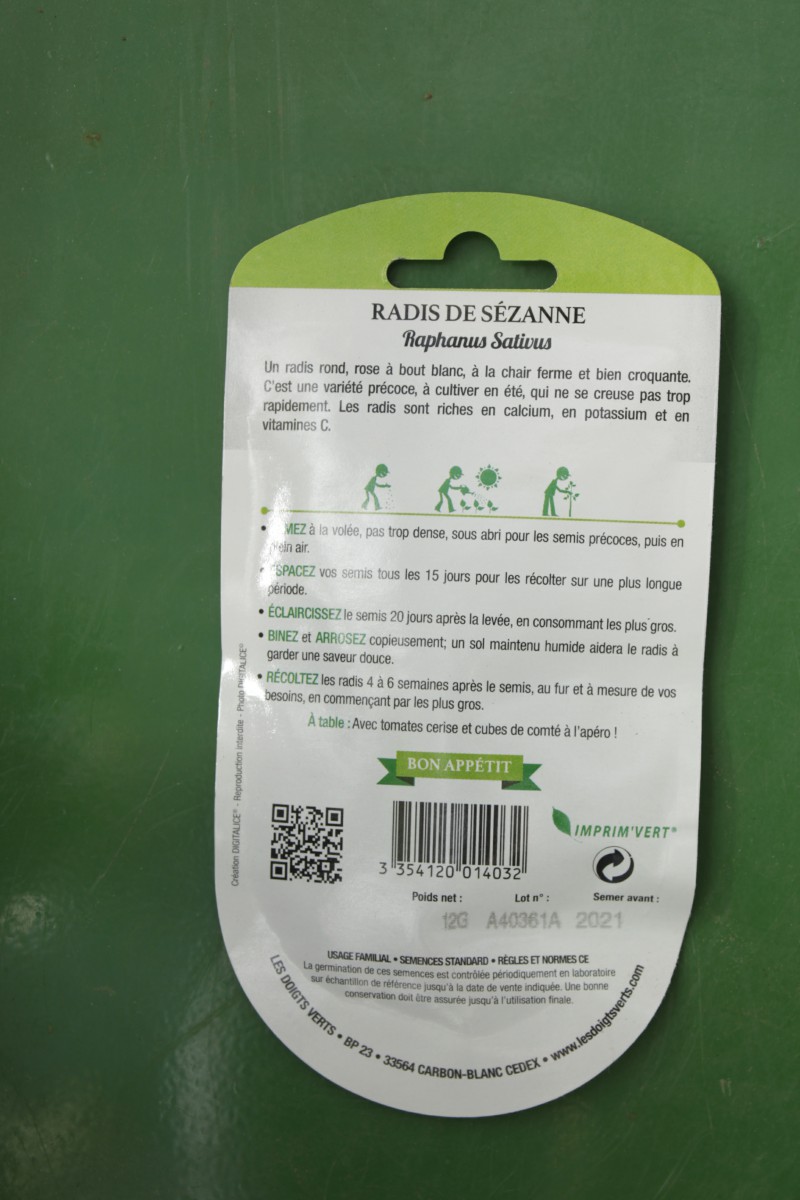 RADIS DE SÉZANNE
Raphanus Sativus
Un radis rond, rose à bout blanc, à la chair ferme et bien croquante.
C'est une variété précoce, à cultiver en été, qui ne se creuse pas trop
rapidement. Les radis sont riches en calcium, en potassium et en
vitamines C.
• MEZ à la volée, pas trop dense, sous abri pour les semis précoces, puis en
plein air.
• ESPACEZ vos semis tous les 15 jours pour les récolter sur une plus longue
période.
• ÉCLAIRCISSEZ le semis 20 jours après la levée, en consommant les plus gros.
• BINEZ et ARROSEZ copieusement; un sol maintenu humide aidera le radis à
garder une saveur douce.
• RÉCOLTEZ les radis 4 à 6 semaines après le semis, au fur et à mesure de vos
besoins, en commençant par les plus gros.
À table : Avec tomates cerise et cubes de comté à l'apéro !
BON APPÉTIT
Création DIGITALICE® - Reproduction interdite - Photo DIGITALICE®
IMPRIM'VERT®
3 354120 014032
Poids net : Lot n° : Semer avant :
12G A40361A 2021
USAGE FAMILIAL • SEMENCES STANDARD • RÈGLES ET NORMES CE
La germination de ces semences est contrôlée périodiquement en laboratoire
sur échantillon de référence jusqu'à la date de vente indiquée. Une bonne
conservation doit être assurée jusqu'à l'utilisation finale.
LES DOIGTS VERTS • BP 23 • 33564 CARBON-BLANC CEDEX • www.lesdoigtsverts.com